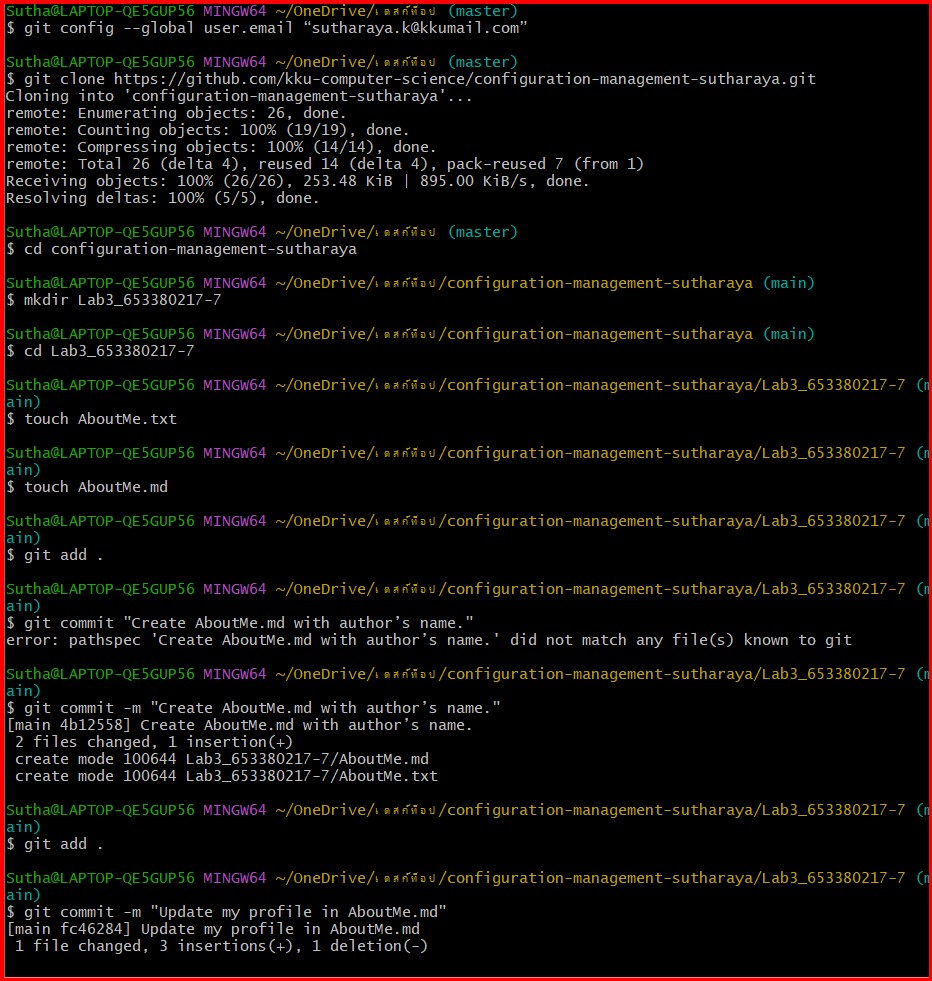 Sutha@LAPTOP-QE5GUP56 MINGW64 ~/OneDrive/เดสก์ท็อป (master)
$ git config --global user.email “sutharaya.k@kkumail.com”
Sutha@LAPTOP-QE5GUP56 MINGW64 ~/OneDrive/เดสก์ท็อป (master)
$ git clone https://github.com/kku-computer-science/configuration-management-sutharaya.git
Cloning into 'configuration-management-sutharaya'...
remote: Enumerating objects: 26, done.
remote: Counting objects: 100% (19/19), done.
remote: Compressing objects: 100% (14/14), done.
remote: Total 26 (delta 4), reused 14 (delta 4), pack-reused 7 (from 1)
Receiving objects: 100% (26/26), 253.48 KiB | 895.00 KiB/s, done.
Resolving deltas: 100% (5/5), done.
Sutha@LAPTOP-QE5GUP56 MINGW64 ~/OneDrive/เดสก์ท็อป (master)
$ cd configuration-management-sutharaya
Sutha@LAPTOP-QE5GUP56 MINGW64 ~/OneDrive/เดสก์ท็อป/configuration-management-sutharaya (main)
$ mkdir Lab3_653380217-7
Sutha@LAPTOP-QE5GUP56 MINGW64 ~/OneDrive/เดสก์ท็อป/configuration-management-sutharaya (main)
$ cd Lab3_653380217-7
Sutha@LAPTOP-QE5GUP56 MINGW64 ~/OneDrive/เดสก์ท็อป/configuration-management-sutharaya/Lab3_653380217-7 (m
ain)
$ touch AboutMe.txt
Sutha@LAPTOP-QE5GUP56 MINGW64 ~/OneDrive/เดสก์ท็อป/configuration-management-sutharaya/Lab3_653380217-7 (m
ain)
$ touch AboutMe.md
Sutha@LAPTOP-QE5GUP56 MINGW64 ~/OneDrive/เดสก์ท็อป/configuration-management-sutharaya/Lab3_653380217-7 (m
ain)
$ git add .
Sutha@LAPTOP-QE5GUP56 MINGW64 ~/OneDrive/เดสก์ท็อป/configuration-management-sutharaya/Lab3_653380217-7 (m
ain)
$ git commit "Create AboutMe.md with author’s name."
error: pathspec 'Create AboutMe.md with author’s name.' did not match any file(s) known to git
Sutha@LAPTOP-QE5GUP56 MINGW64 ~/OneDrive/เดสก์ท็อป/configuration-management-sutharaya/Lab3_653380217-7 (m
ain)
$ git commit -m "Create AboutMe.md with author’s name."
[main 4b12558] Create AboutMe.md with author’s name.
 2 files changed, 1 insertion(+)
 create mode 100644 Lab3_653380217-7/AboutMe.md
 create mode 100644 Lab3_653380217-7/AboutMe.txt
Sutha@LAPTOP-QE5GUP56 MINGW64 ~/OneDrive/เดสก์ท็อป/configuration-management-sutharaya/Lab3_653380217-7 (m
ain)
$ git add .
Sutha@LAPTOP-QE5GUP56 MINGW64 ~/OneDrive/เดสก์ท็อป/configuration-management-sutharaya/Lab3_653380217-7 (m
ain)
$ git commit -m "Update my profile in AboutMe.md"
[main fc46284] Update my profile in AboutMe.md
 1 file changed, 3 insertions(+), 1 deletion(-)